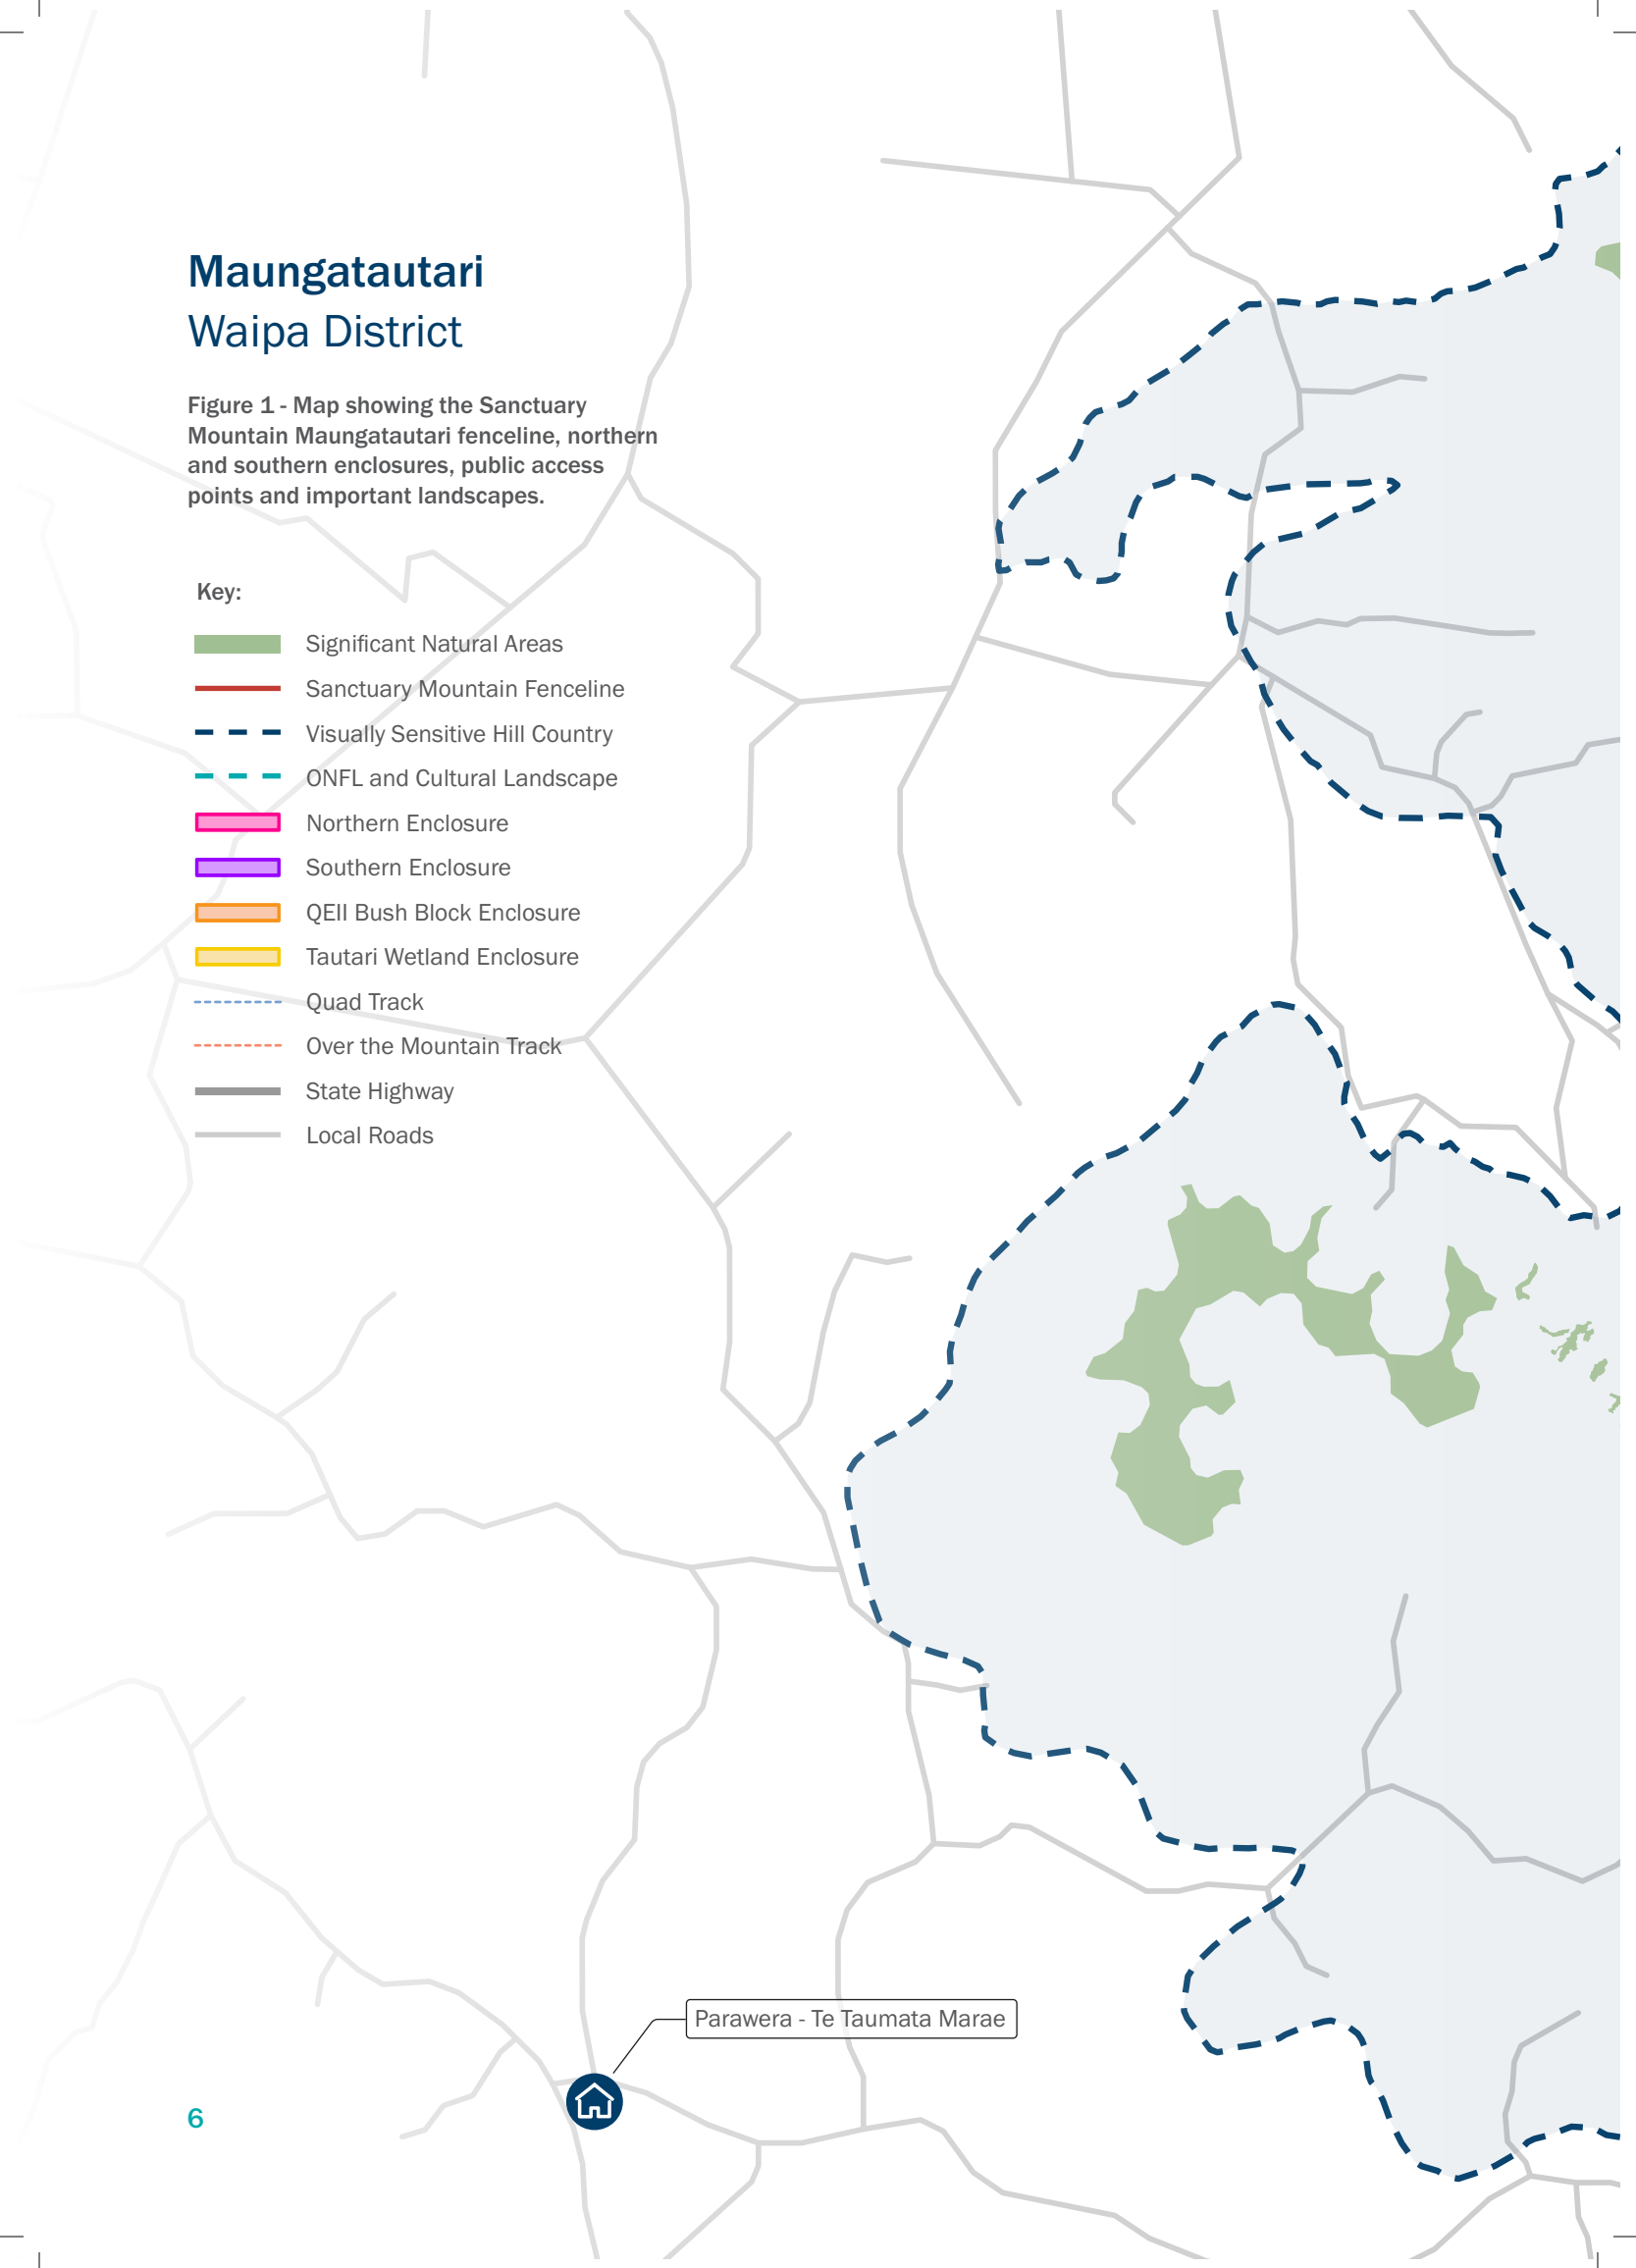 Maungatautari
Waipa District
Figure 1 - Map showing the Sanctuary
Mountain Maungatautari fenceline, northern
and southern enclosures, public access
points and important landscapes.
Key:
Significant Natural Areas
Sanctuary Mountain Fenceline
Visually Sensitive Hill Country
ONFL and Cultural Landscape
Northern Enclosure
Southern Enclosure
QEII Bush Block Enclosure
Tautari Wetland Enclosure
Quad Track
Over the Mountain Track
State Highway
Local Roads
Parawera - Te Taumata Marae
6